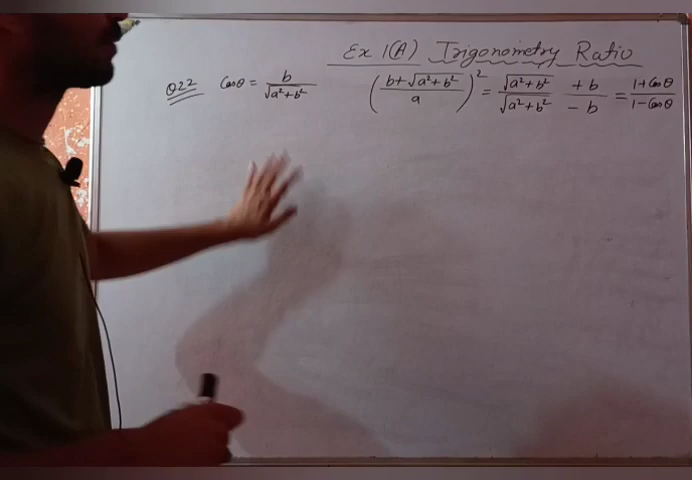 Ex 1(A) Trigonometry Ratio
Q22 Cosθ = b/√a²+b² (b+√a²+b²/a)² = √a²+b² + b/√a²+b² - b = 1+Cosθ/1-Cosθ